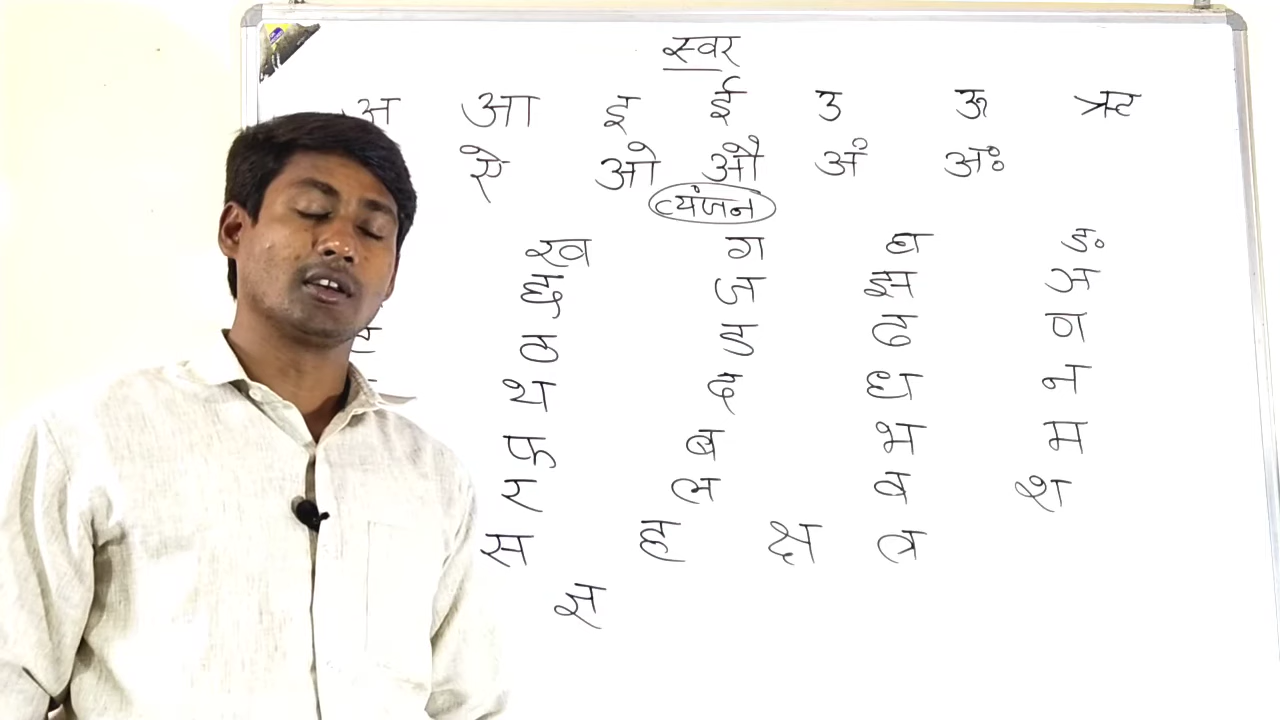 स्वर
अ आ इ ई उ ऊ ऋ
ऐ ओ औ अं अः
व्यंजन
ख ग घ ङ
छ ज झ ञ
ठ ड ढ ण
थ द ध न
फ ब भ म
र ल व श
स ह क्ष त्र
ज्ञ